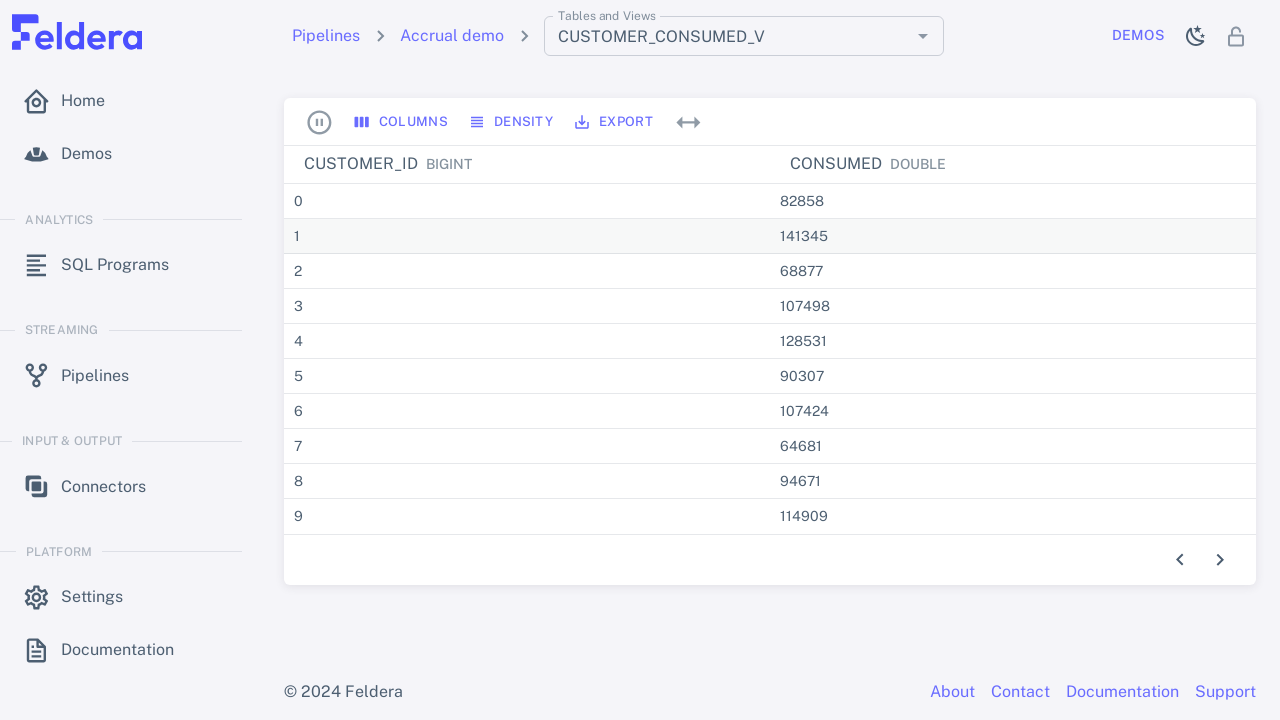 Feldera
Pipelines
Accrual demo
Tables and Views
CUSTOMER_CONSUMED_V
DEMOS
Home
Demos
ANALYTICS
SQL Programs
STREAMING
Pipelines
INPUT & OUTPUT
Connectors
PLATFORM
Settings
Documentation
COLUMNS DENSITY EXPORT
CUSTOMER_ID BIGINT CONSUMED DOUBLE
0 82858
1 141345
2 68877
3 107498
4 128531
5 90307
6 107424
7 64681
8 94671
9 114909
© 2024 Feldera
About Contact Documentation Support